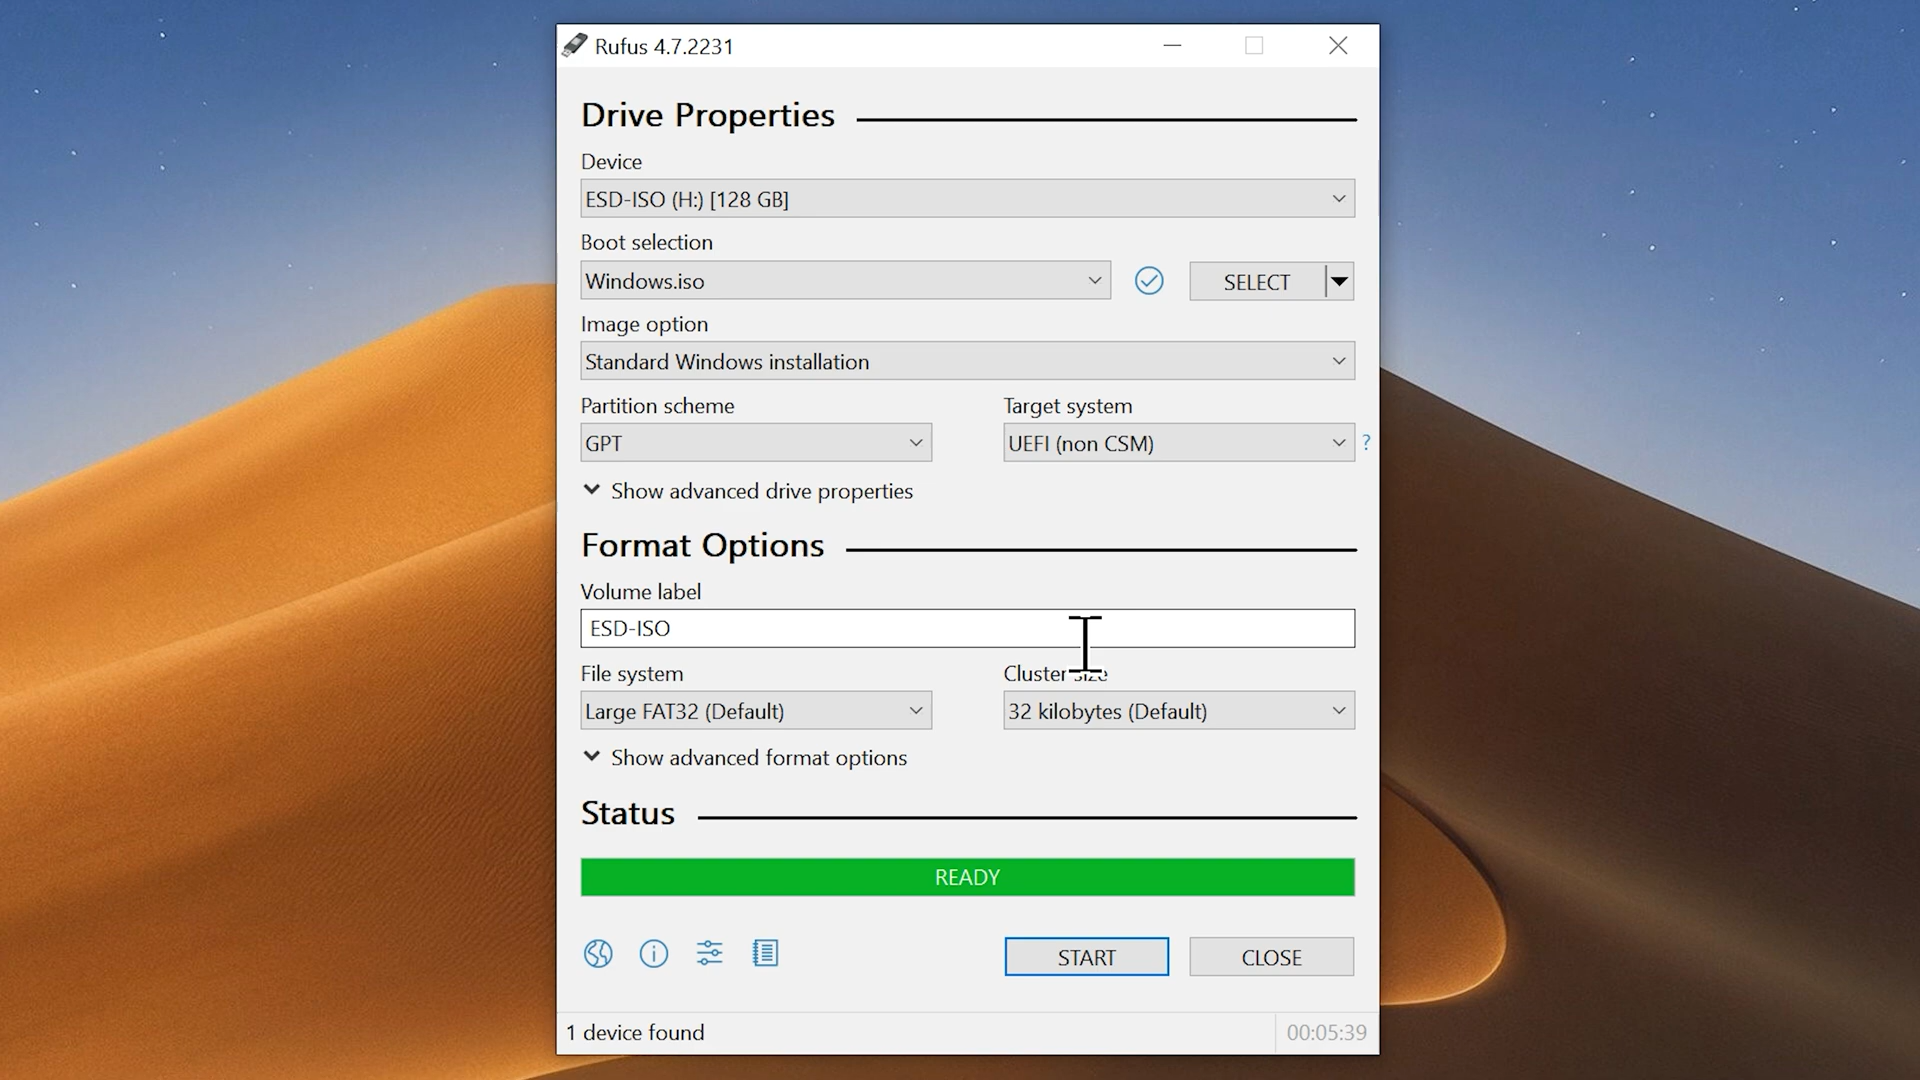 Rufus 4.7.2231
Drive Properties
Device
ESD-ISO (H:) [128 GB]
Boot selection
Windows.iso
SELECT
Image option
Standard Windows installation
Partition scheme
Target system
GPT
UEFI (non CSM)
?
Show advanced drive properties
Format Options
Volume label
ESD-ISO
File system
Cluster size
Large FAT32 (Default)
32 kilobytes (Default)
Show advanced format options
Status
READY
START
CLOSE
1 device found
00:05:39